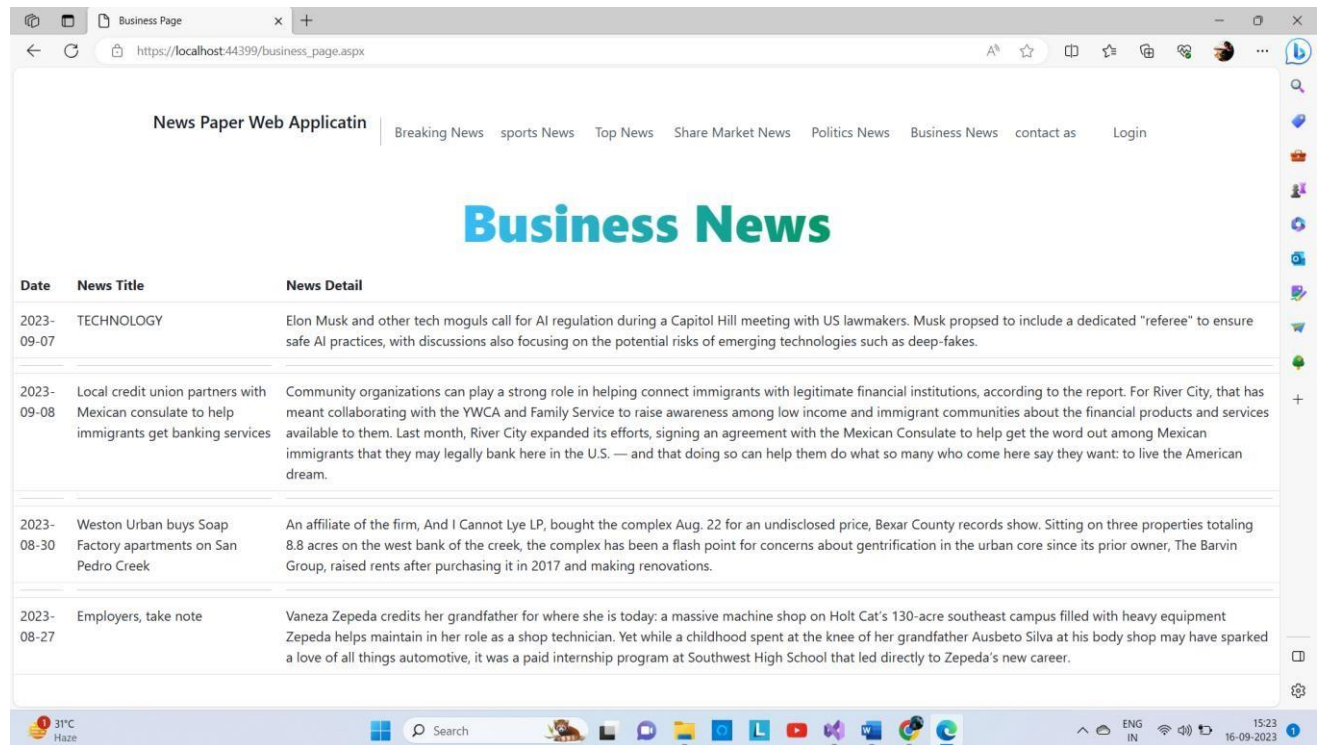 Business Page
https://localhost:44399/business_page.aspx
News Paper Web Applicatin
Breaking News sports News Top News Share Market News Politics News Business News contact as Login
Business News
Date News Title News Detail
2023-
09-07
TECHNOLOGY
Elon Musk and other tech moguls call for AI regulation during a Capitol Hill meeting with US lawmakers. Musk propsed to include a dedicated "referee" to ensure
safe AI practices, with discussions also focusing on the potential risks of emerging technologies such as deep-fakes.
2023-
09-08
Local credit union partners with
Mexican consulate to help
immigrants get banking services
Community organizations can play a strong role in helping connect immigrants with legitimate financial institutions, according to the report. For River City, that has
meant collaborating with the YWCA and Family Service to raise awareness among low income and immigrant communities about the financial products and services
available to them. Last month, River City expanded its efforts, signing an agreement with the Mexican Consulate to help get the word out among Mexican
immigrants that they may legally bank here in the U.S. — and that doing so can help them do what so many who come here say they want: to live the American
dream.
2023-
08-30
Weston Urban buys Soap
Factory apartments on San
Pedro Creek
An affiliate of the firm, And I Cannot Lye LP, bought the complex Aug. 22 for an undisclosed price, Bexar County records show. Sitting on three properties totaling
8.8 acres on the west bank of the creek, the complex has been a flash point for concerns about gentrification in the urban core since its prior owner, The Barvin
Group, raised rents after purchasing it in 2017 and making renovations.
2023-
08-27
Employers, take note
Vaneza Zepeda credits her grandfather for where she is today: a massive machine shop on Holt Cat's 130-acre southeast campus filled with heavy equipment
Zepeda helps maintain in her role as a shop technician. Yet while a childhood spent at the knee of her grandfather Ausbeto Silva at his body shop may have sparked
a love of all things automotive, it was a paid internship program at Southwest High School that led directly to Zepeda's new career.
1
31°C
Haze
Search
L
ENG
IN
15:23
16-09-2023
1